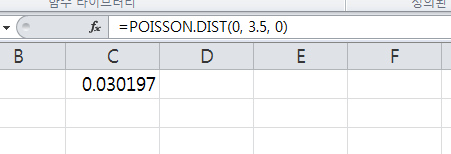 함수 라이브러리 정의된
fx =POISSON.DIST(0, 3.5, 0)
B C D E F
0.030197